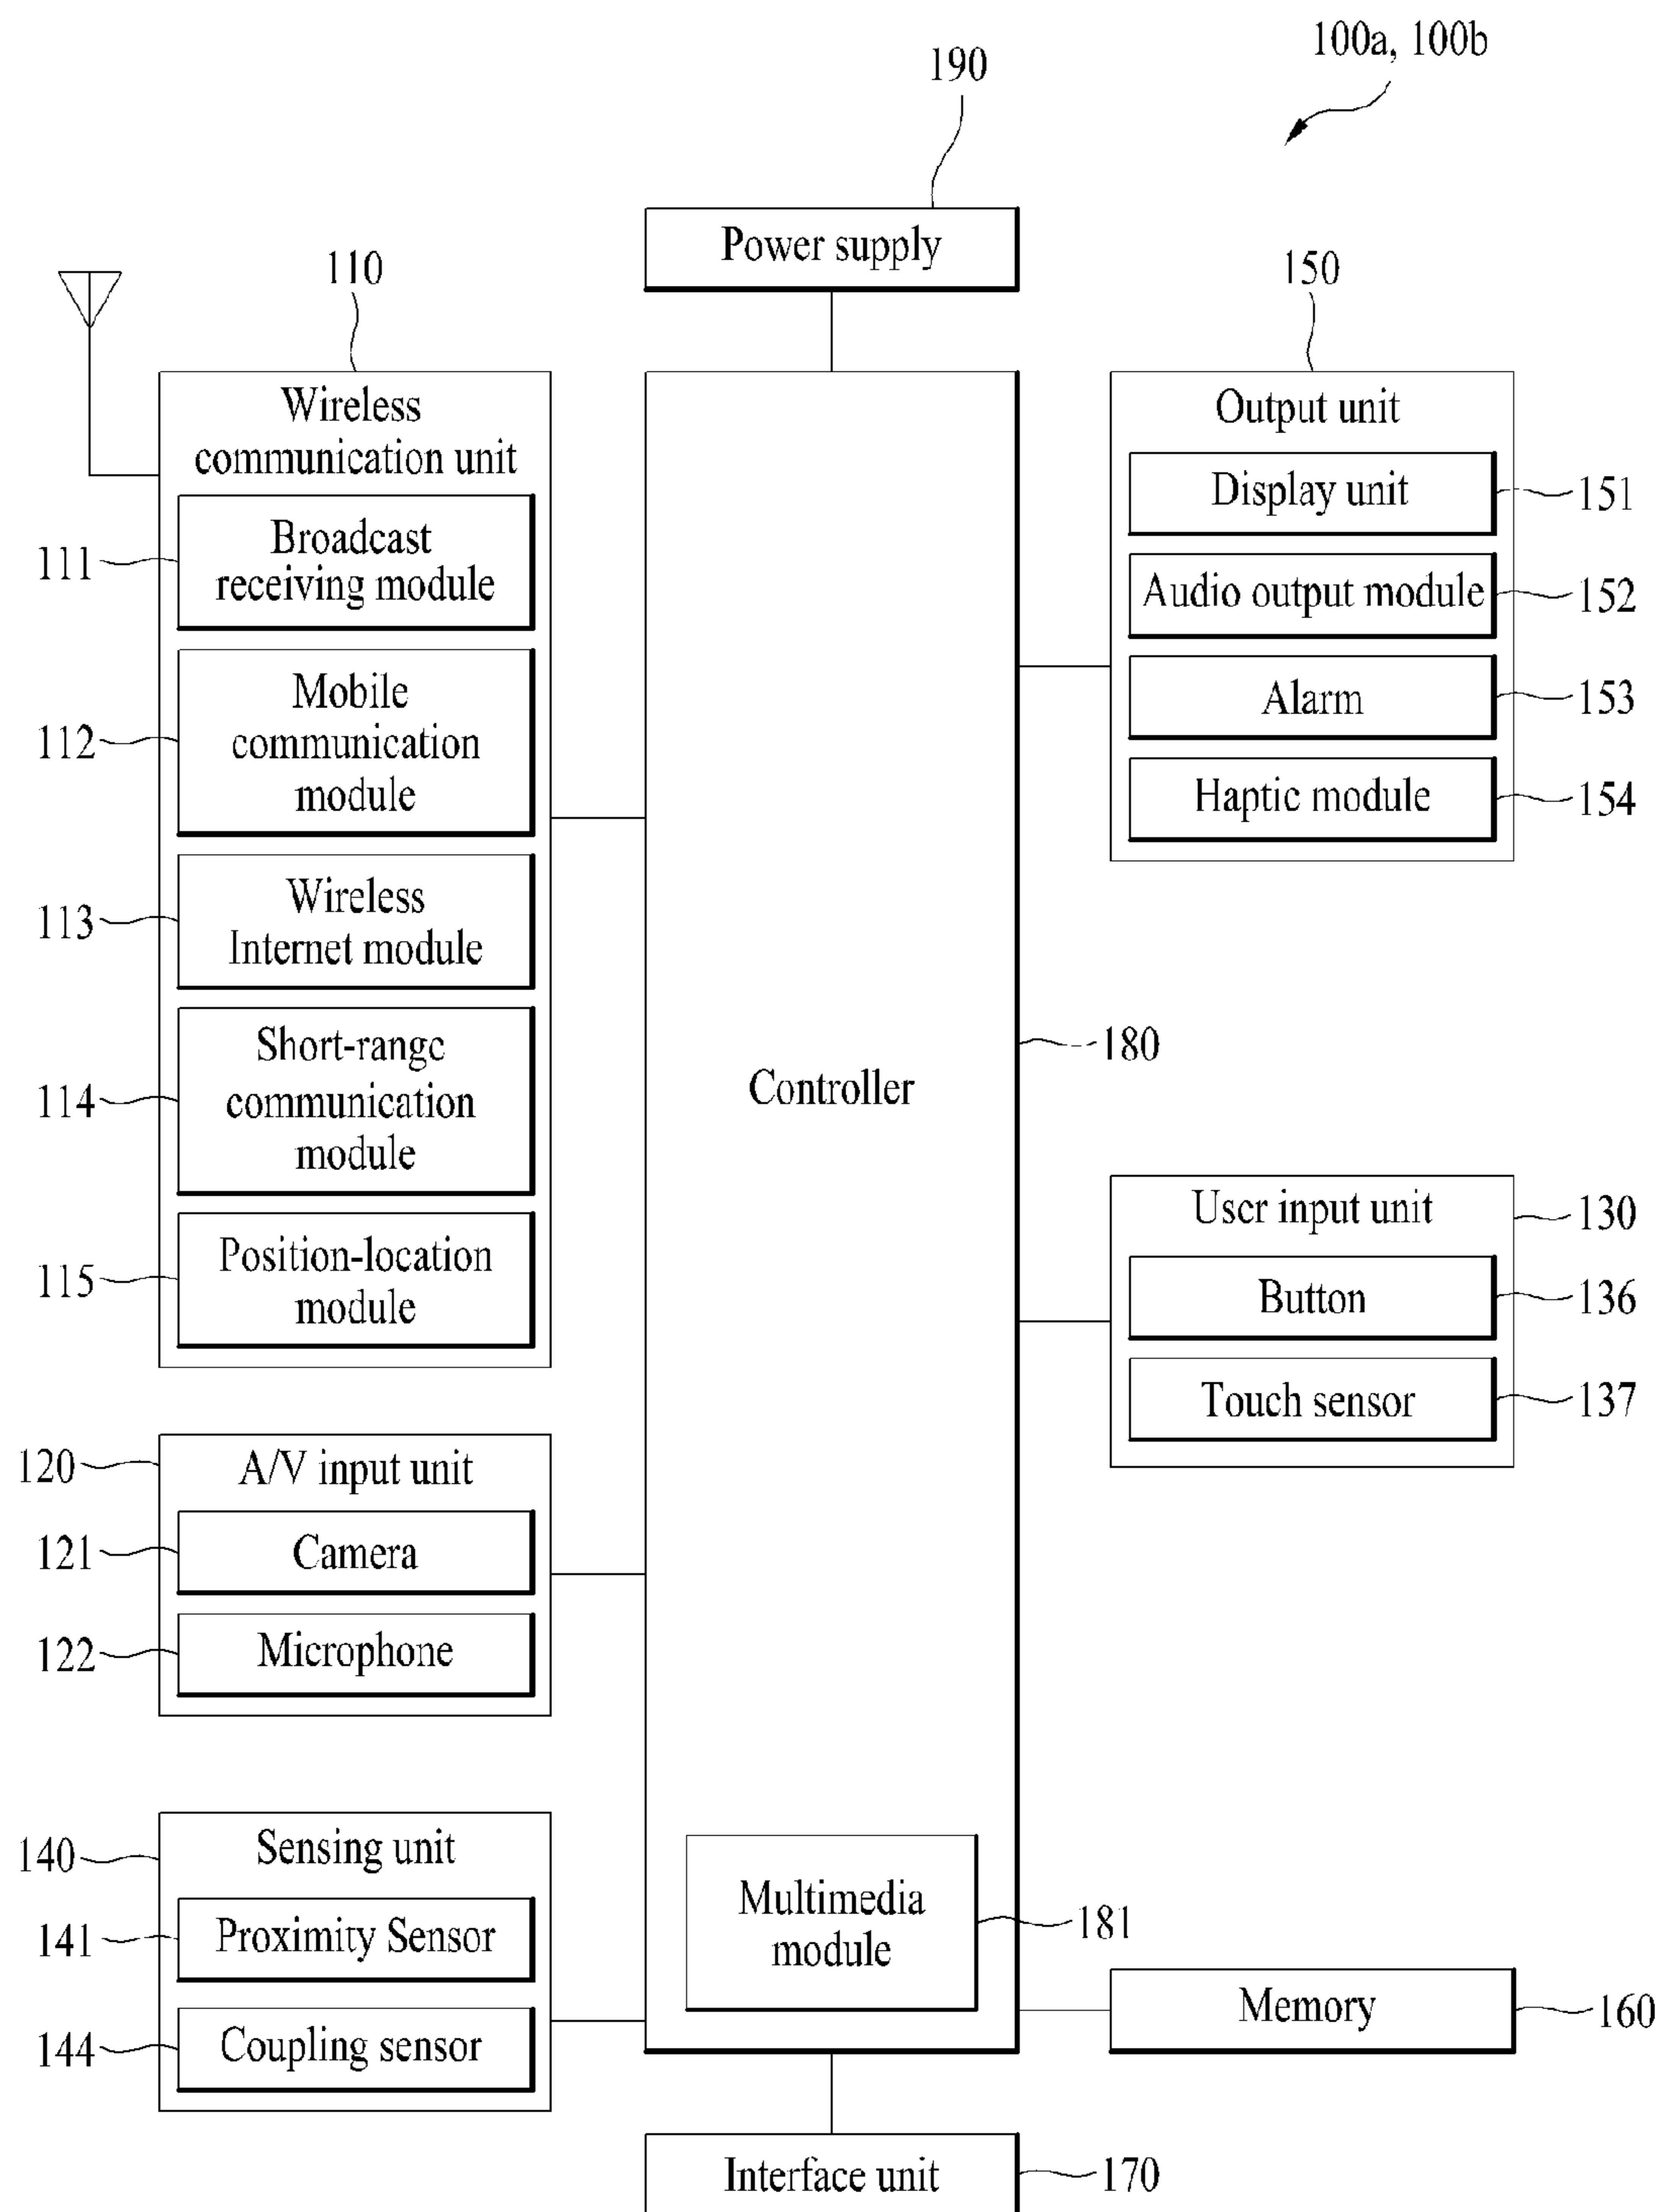 100a, 100b
190
Power supply
110
Wireless
communication unit
111
Broadcast
receiving module
112
Mobile
communication
module
113
Wireless
Internet module
114
Short-range
communication
module
115
Position-location
module
120
A/V input unit
121
Camera
122
Microphone
140
Sensing unit
141
Proximity Sensor
144
Coupling sensor
Controller
180
Multimedia
module
181
150
Output unit
Display unit
151
Audio output module
152
Alarm
153
Haptic module
154
User input unit
130
Button
136
Touch sensor
137
Memory
160
Interface unit
170